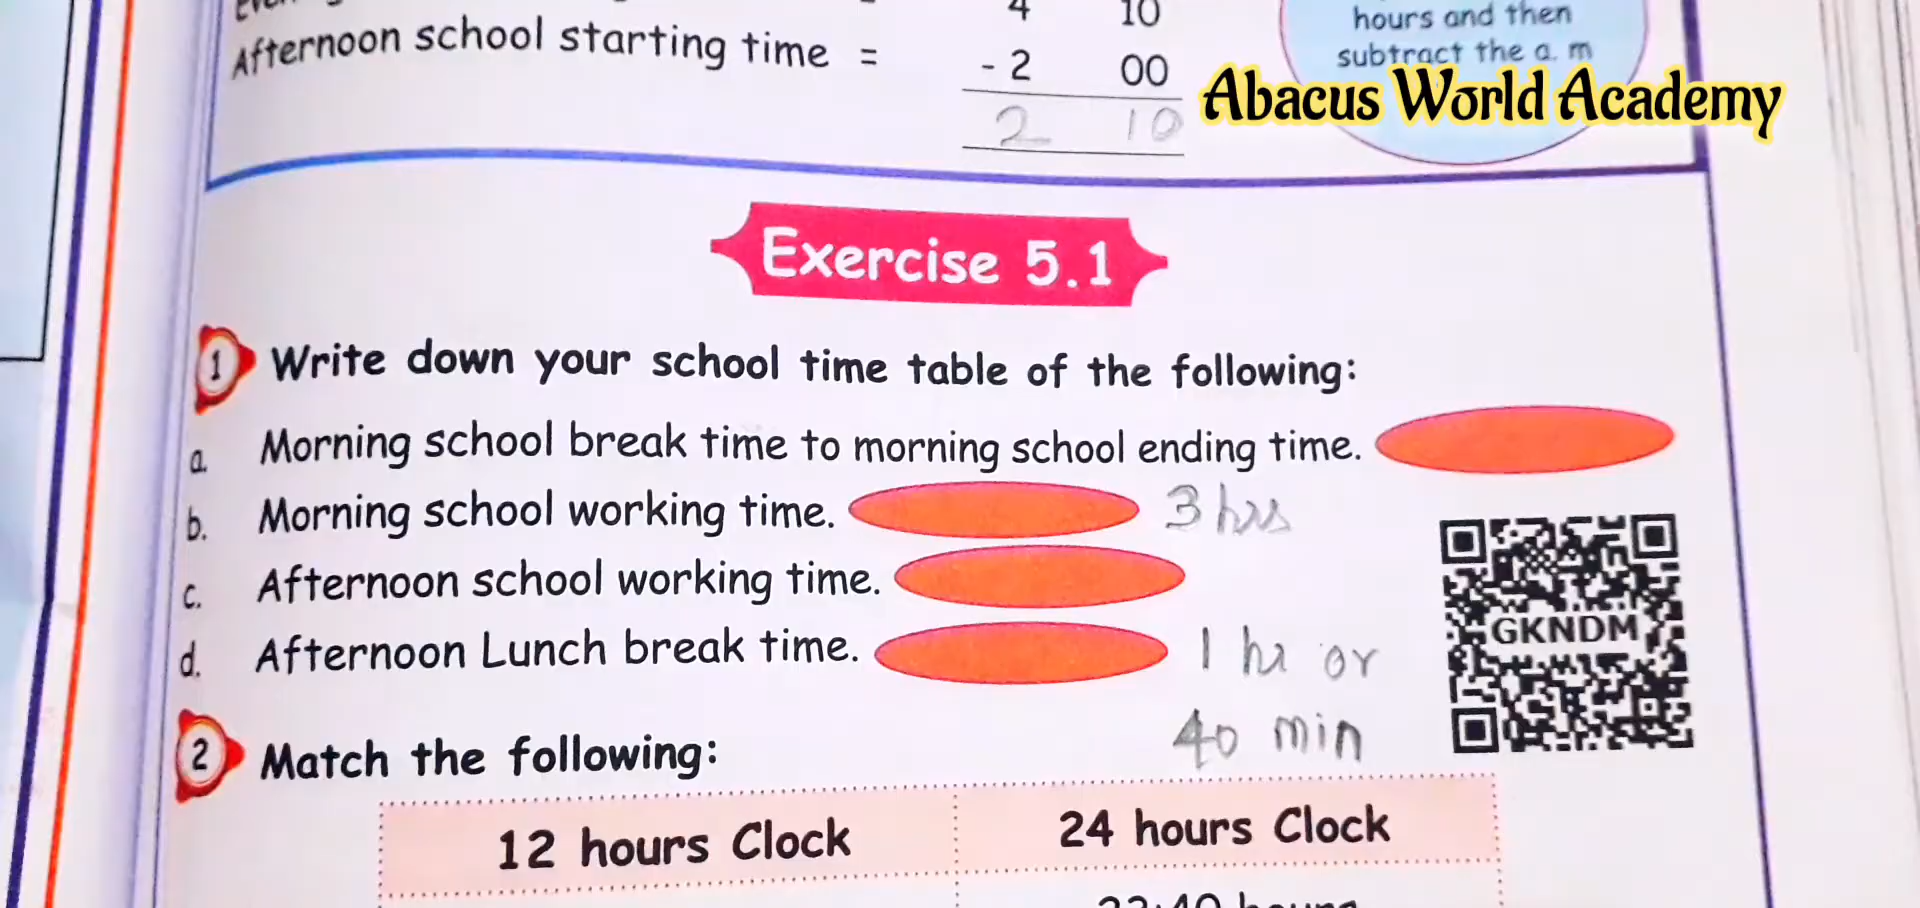 4 10
Afternoon school starting time = - 2 00
2 10
hours and then
subtract the a. m
Abacus World Academy
Exercise 5.1
1 Write down your school time table of the following:
a. Morning school break time to morning school ending time.
b. Morning school working time. 3 hrs
c. Afternoon school working time.
d. Afternoon Lunch break time. 1 hr or
40 min
GKNDM
2 Match the following:
12 hours Clock 24 hours Clock